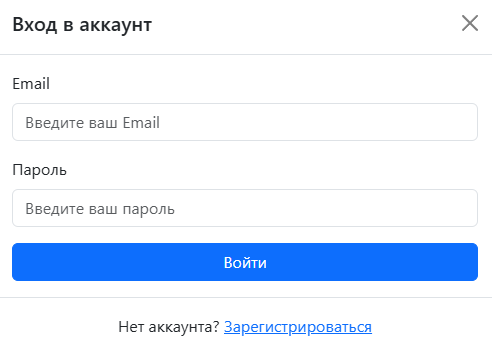 Вход в аккаунт
Email
Введите ваш Email
Пароль
Введите ваш пароль
Войти
Нет аккаунта? Зарегистрироваться